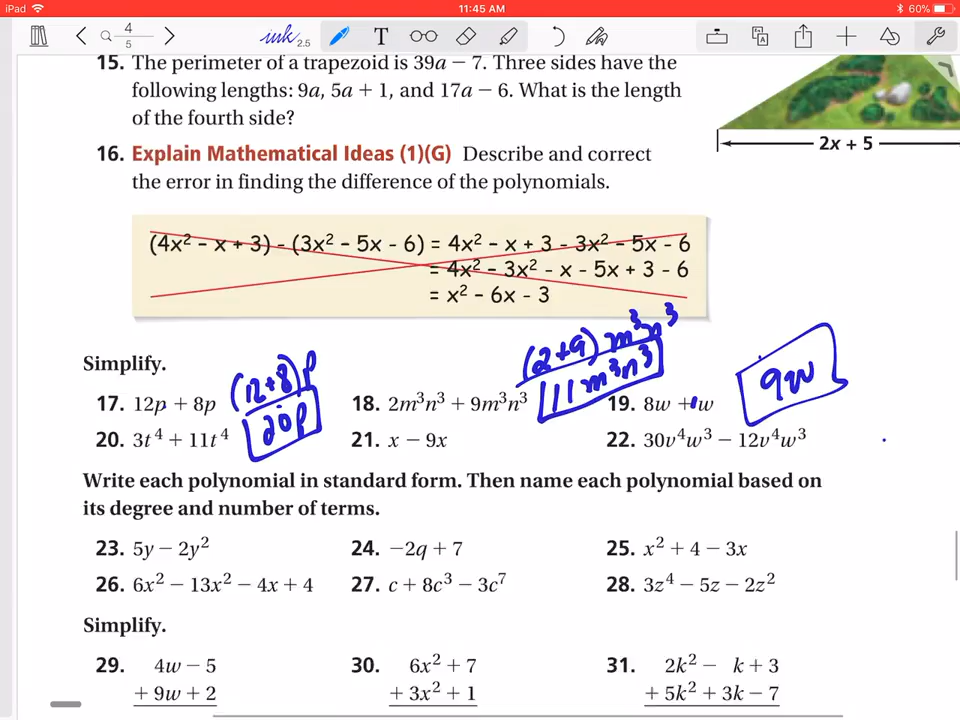 iPad
11:45 AM
60%
4
5
ink 2.5
T
15. The perimeter of a trapezoid is 39a − 7. Three sides have the
following lengths: 9a, 5a + 1, and 17a − 6. What is the length
of the fourth side?
2x + 5
16. Explain Mathematical Ideas (1)(G) Describe and correct
the error in finding the difference of the polynomials.
(4x² − x + 3) − (3x² − 5x − 6) = 4x² − x + 3 − 3x² − 5x − 6
= 4x² − 3x² − x − 5x + 3 − 6
= x² − 6x − 3
Simplify.
(12+8)p
(2+9) m³n³
17. 12p + 8p
20p
18. 2m³n³ + 9m³n³
11m³n³
19. 8w + 1w
9w
20. 3t⁴ + 11t⁴
21. x − 9x
22. 30v⁴w³ − 12v⁴w³
Write each polynomial in standard form. Then name each polynomial based on
its degree and number of terms.
23. 5y − 2y²
24. −2q + 7
25. x² + 4 − 3x
26. 6x² − 13x² − 4x + 4
27. c + 8c³ − 3c⁷
28. 3z⁴ − 5z − 2z²
Simplify.
29. 4w − 5
+ 9w + 2
30. 6x² + 7
+ 3x² + 1
31. 2k² − k + 3
+ 5k² + 3k − 7